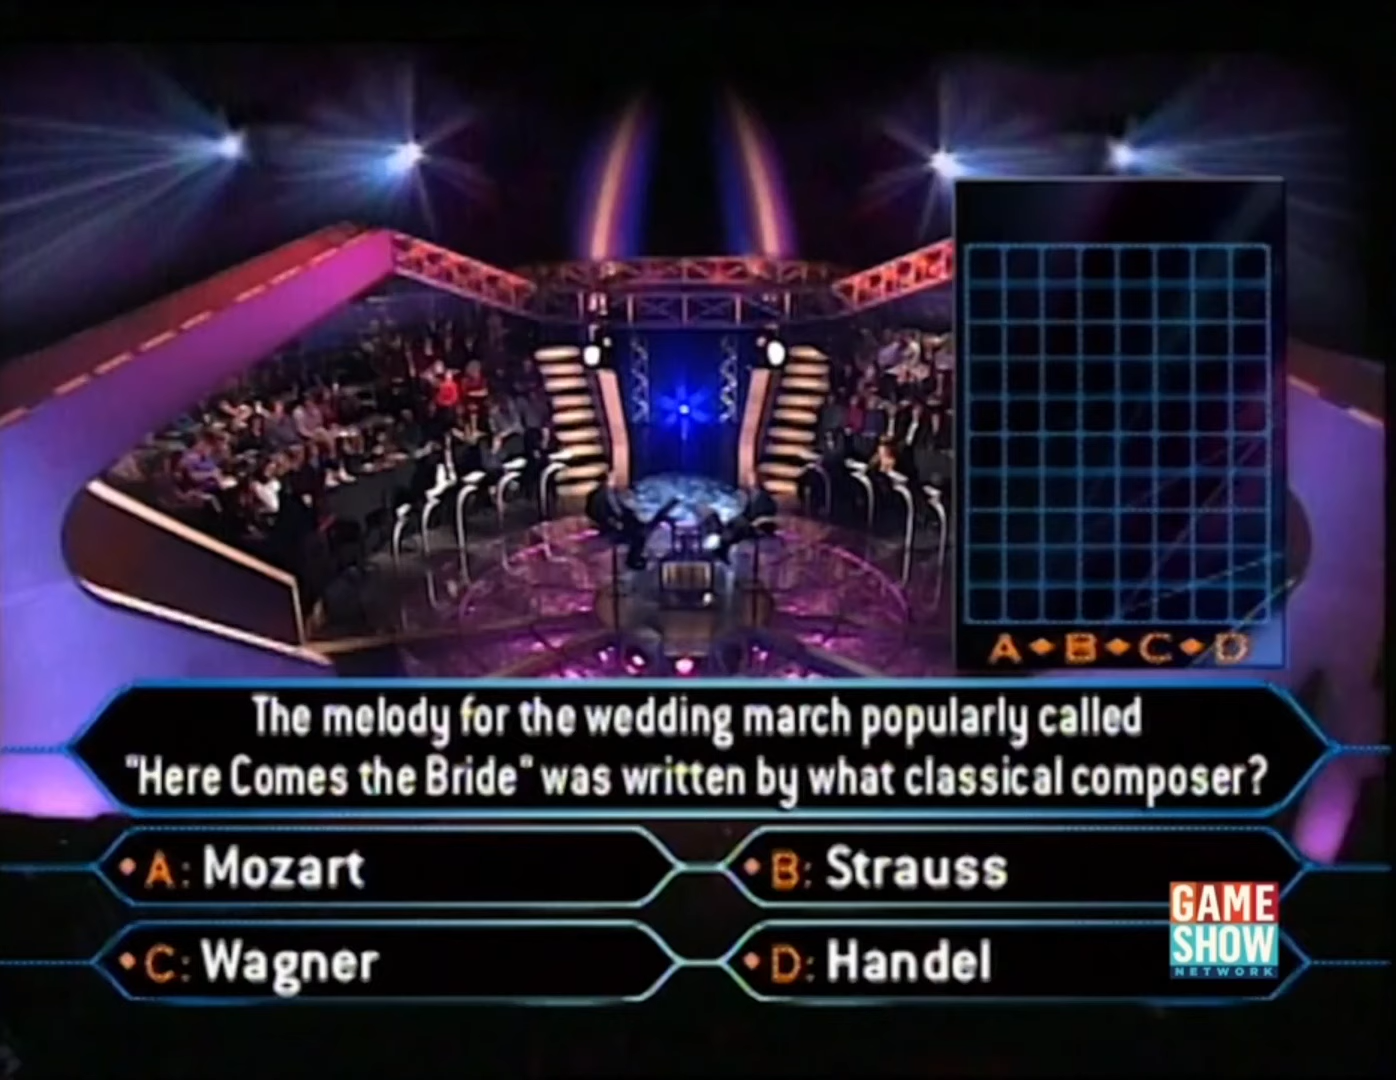 A B C D
The melody for the wedding march popularly called
"Here Comes the Bride" was written by what classical composer?
A: Mozart
B: Strauss
C: Wagner
D: Handel
GAME
SHOW
NETWORK